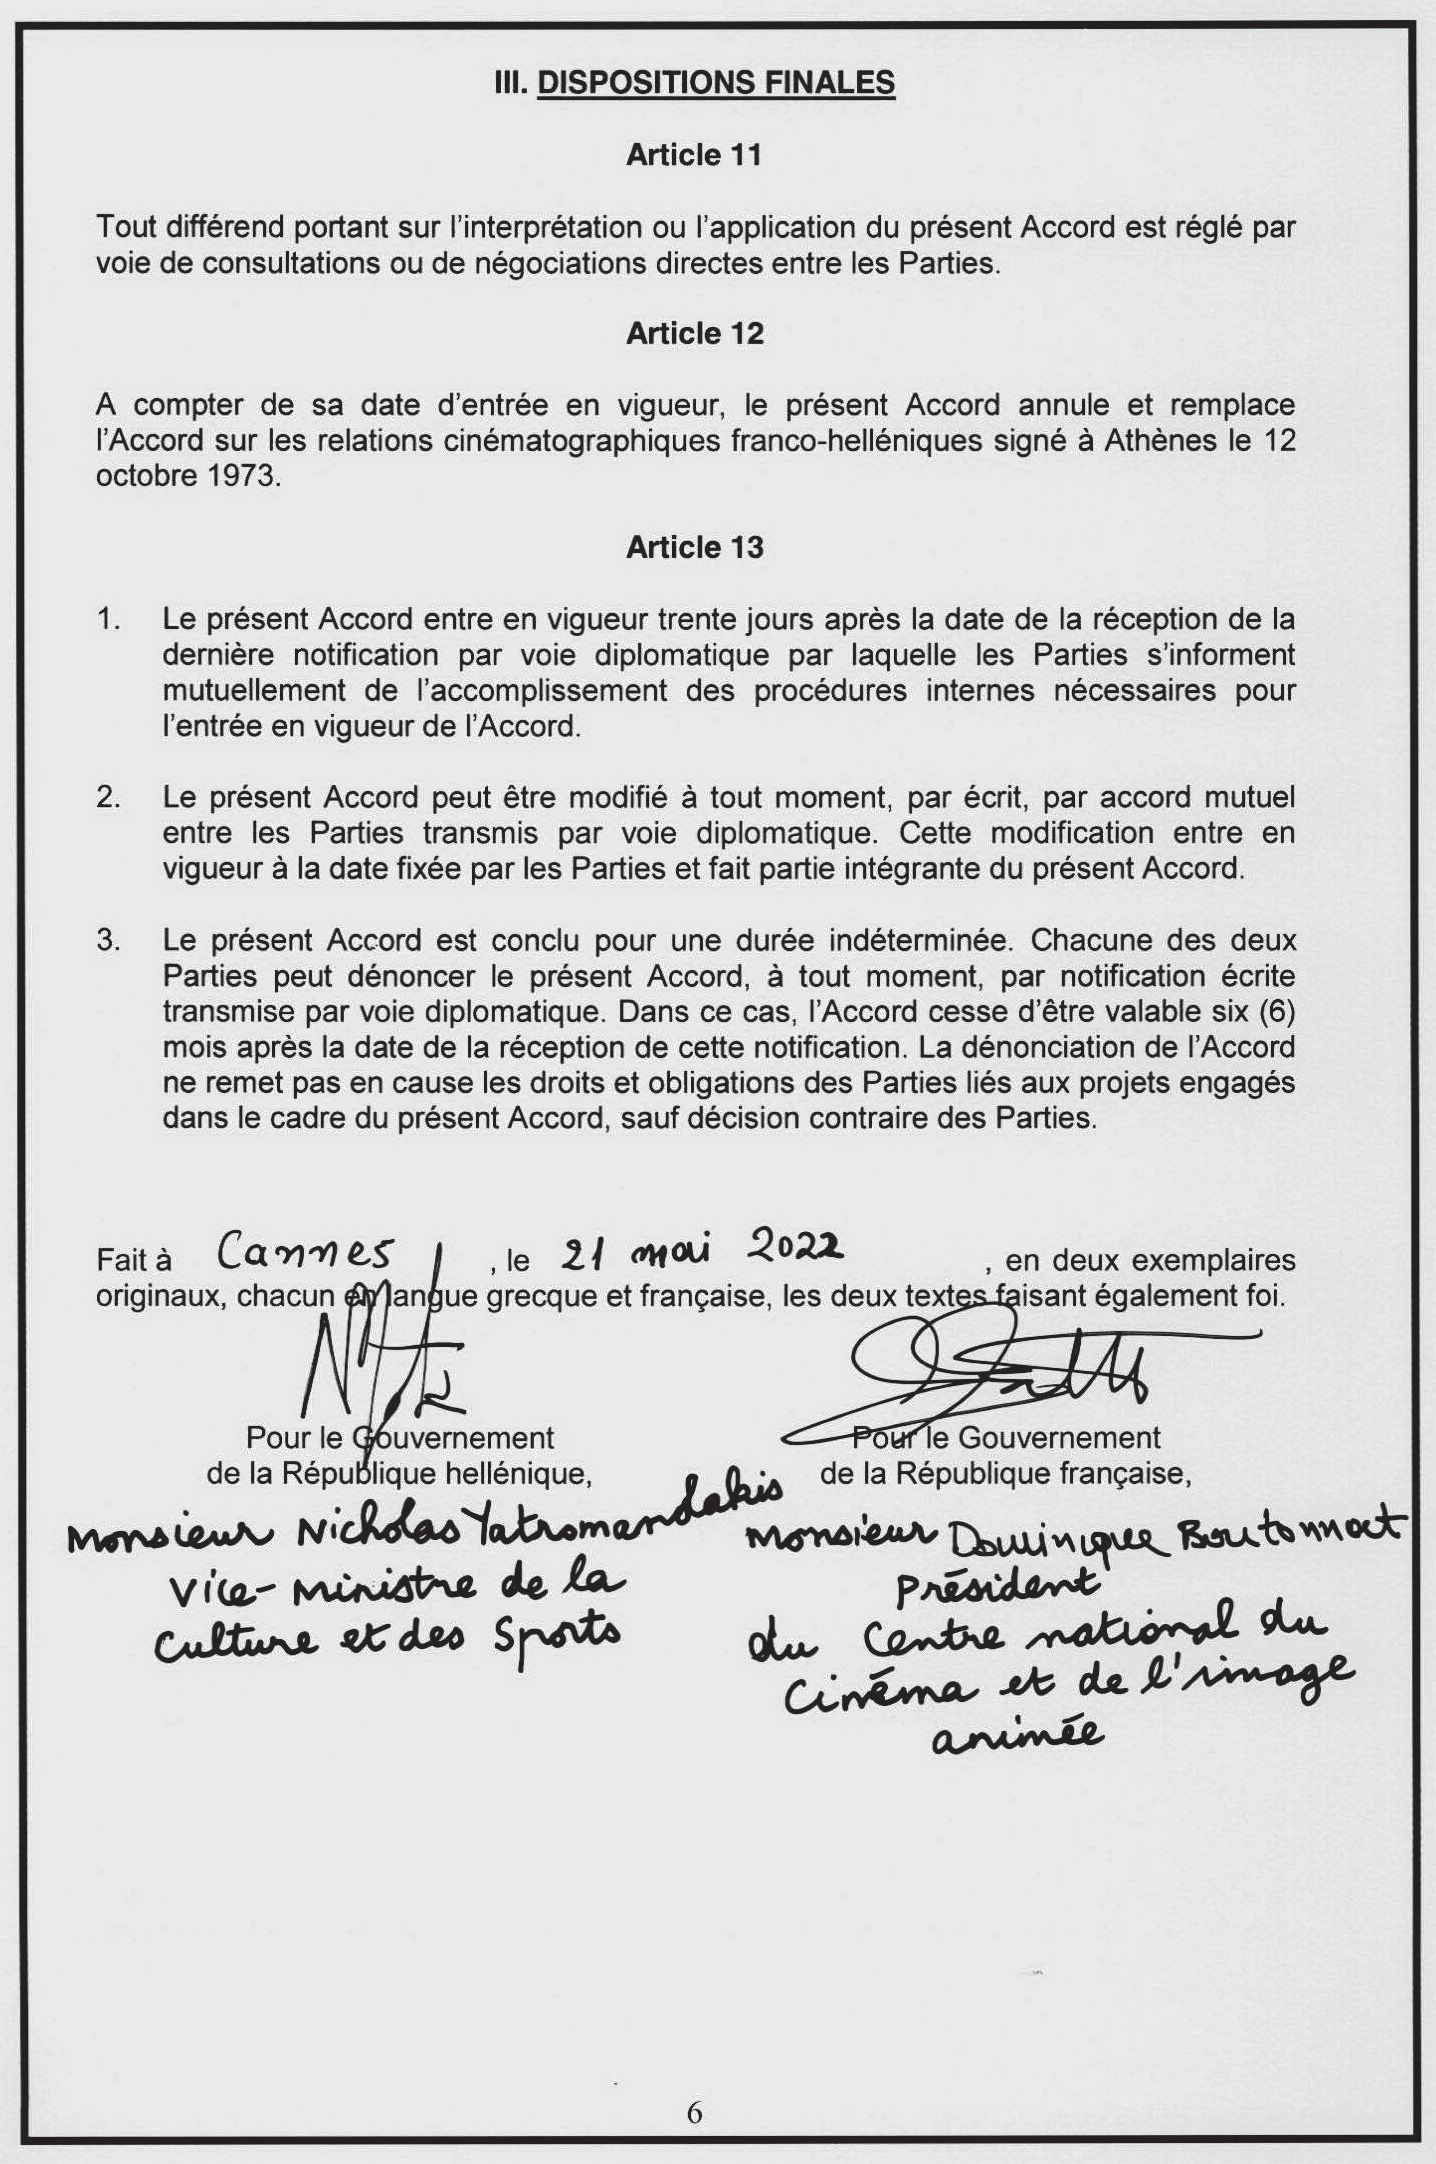 III. DISPOSITIONS FINALES
Article 11
Tout différend portant sur l'interprétation ou l'application du présent Accord est réglé par
voie de consultations ou de négociations directes entre les Parties.
Article 12
A compter de sa date d'entrée en vigueur, le présent Accord annule et remplace
l'Accord sur les relations cinématographiques franco-helléniques signé à Athènes le 12
octobre 1973.
Article 13
1. Le présent Accord entre en vigueur trente jours après la date de la réception de la
dernière notification par voie diplomatique par laquelle les Parties s'informent
mutuellement de l'accomplissement des procédures internes nécessaires pour
l'entrée en vigueur de l'Accord.
2. Le présent Accord peut être modifié à tout moment, par écrit, par accord mutuel
entre les Parties transmis par voie diplomatique. Cette modification entre en
vigueur à la date fixée par les Parties et fait partie intégrante du présent Accord.
3. Le présent Accord est conclu pour une durée indéterminée. Chacune des deux
Parties peut dénoncer le présent Accord, à tout moment, par notification écrite
transmise par voie diplomatique. Dans ce cas, l'Accord cesse d'être valable six (6)
mois après la date de la réception de cette notification. La dénonciation de l'Accord
ne remet pas en cause les droits et obligations des Parties liés aux projets engagés
dans le cadre du présent Accord, sauf décision contraire des Parties.
Fait à Cannes, le 21 mai 2022, en deux exemplaires
originaux, chacun en langue grecque et française, les deux textes faisant également foi.
Pour le Gouvernement
de la République hellénique,
Monsieur Nicholas Yatromandakis
Vice-Ministre de la
Culture et des Sports
Pour le Gouvernement
de la République française,
Monsieur Dominique Boutonnat
Président
du Centre national du
Cinéma et de l'image
animée
6